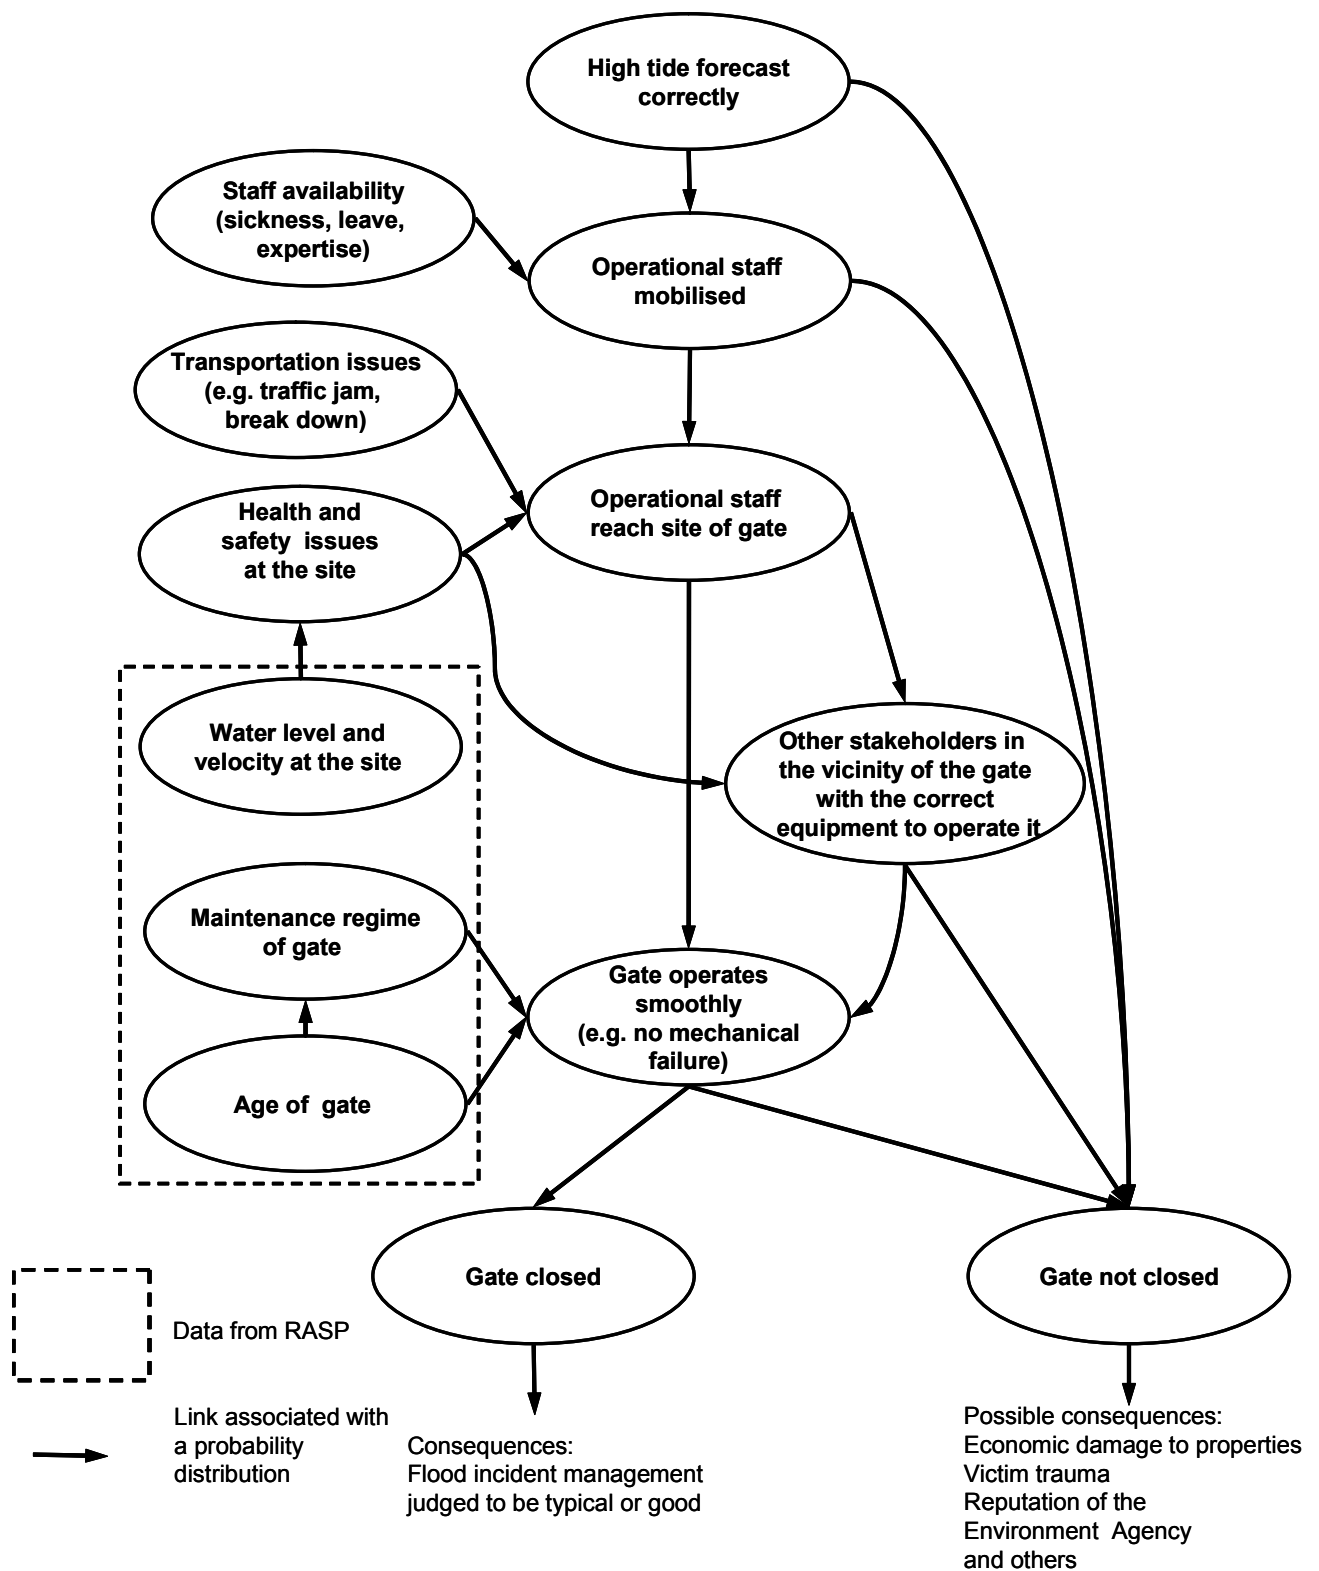 High tide forecast
correctly
Staff availability
(sickness, leave,
expertise)
Operational staff
mobilised
Transportation issues
(e.g. traffic jam,
break down)
Health and
safety issues
at the site
Operational staff
reach site of gate
Water level and
velocity at the site
Other stakeholders in
the vicinity of the gate
with the correct
equipment to operate it
Maintenance regime
of gate
Gate operates
smoothly
(e.g. no mechanical
failure)
Age of gate
Gate closed
Gate not closed
Data from RASP
Link associated with
a probability
distribution
Consequences:
Flood incident management
judged to be typical or good
Possible consequences:
Economic damage to properties
Victim trauma
Reputation of the
Environment Agency
and others